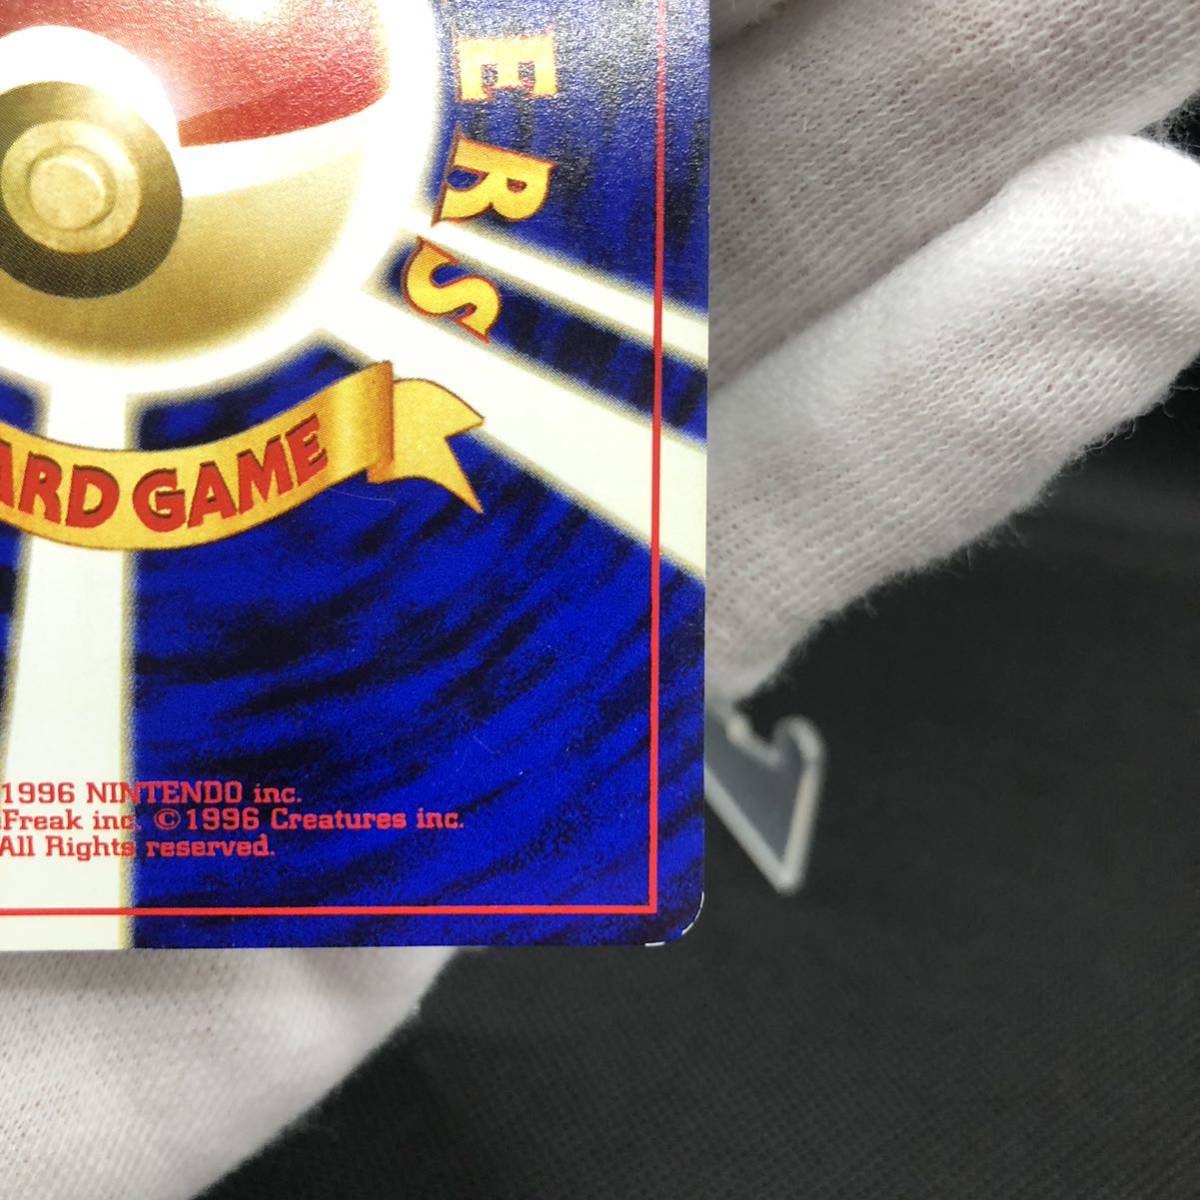 ERS
ARD GAME
1996 NINTENDO inc.
Freak inc. ©1996 Creatures inc.
All Rights reserved.